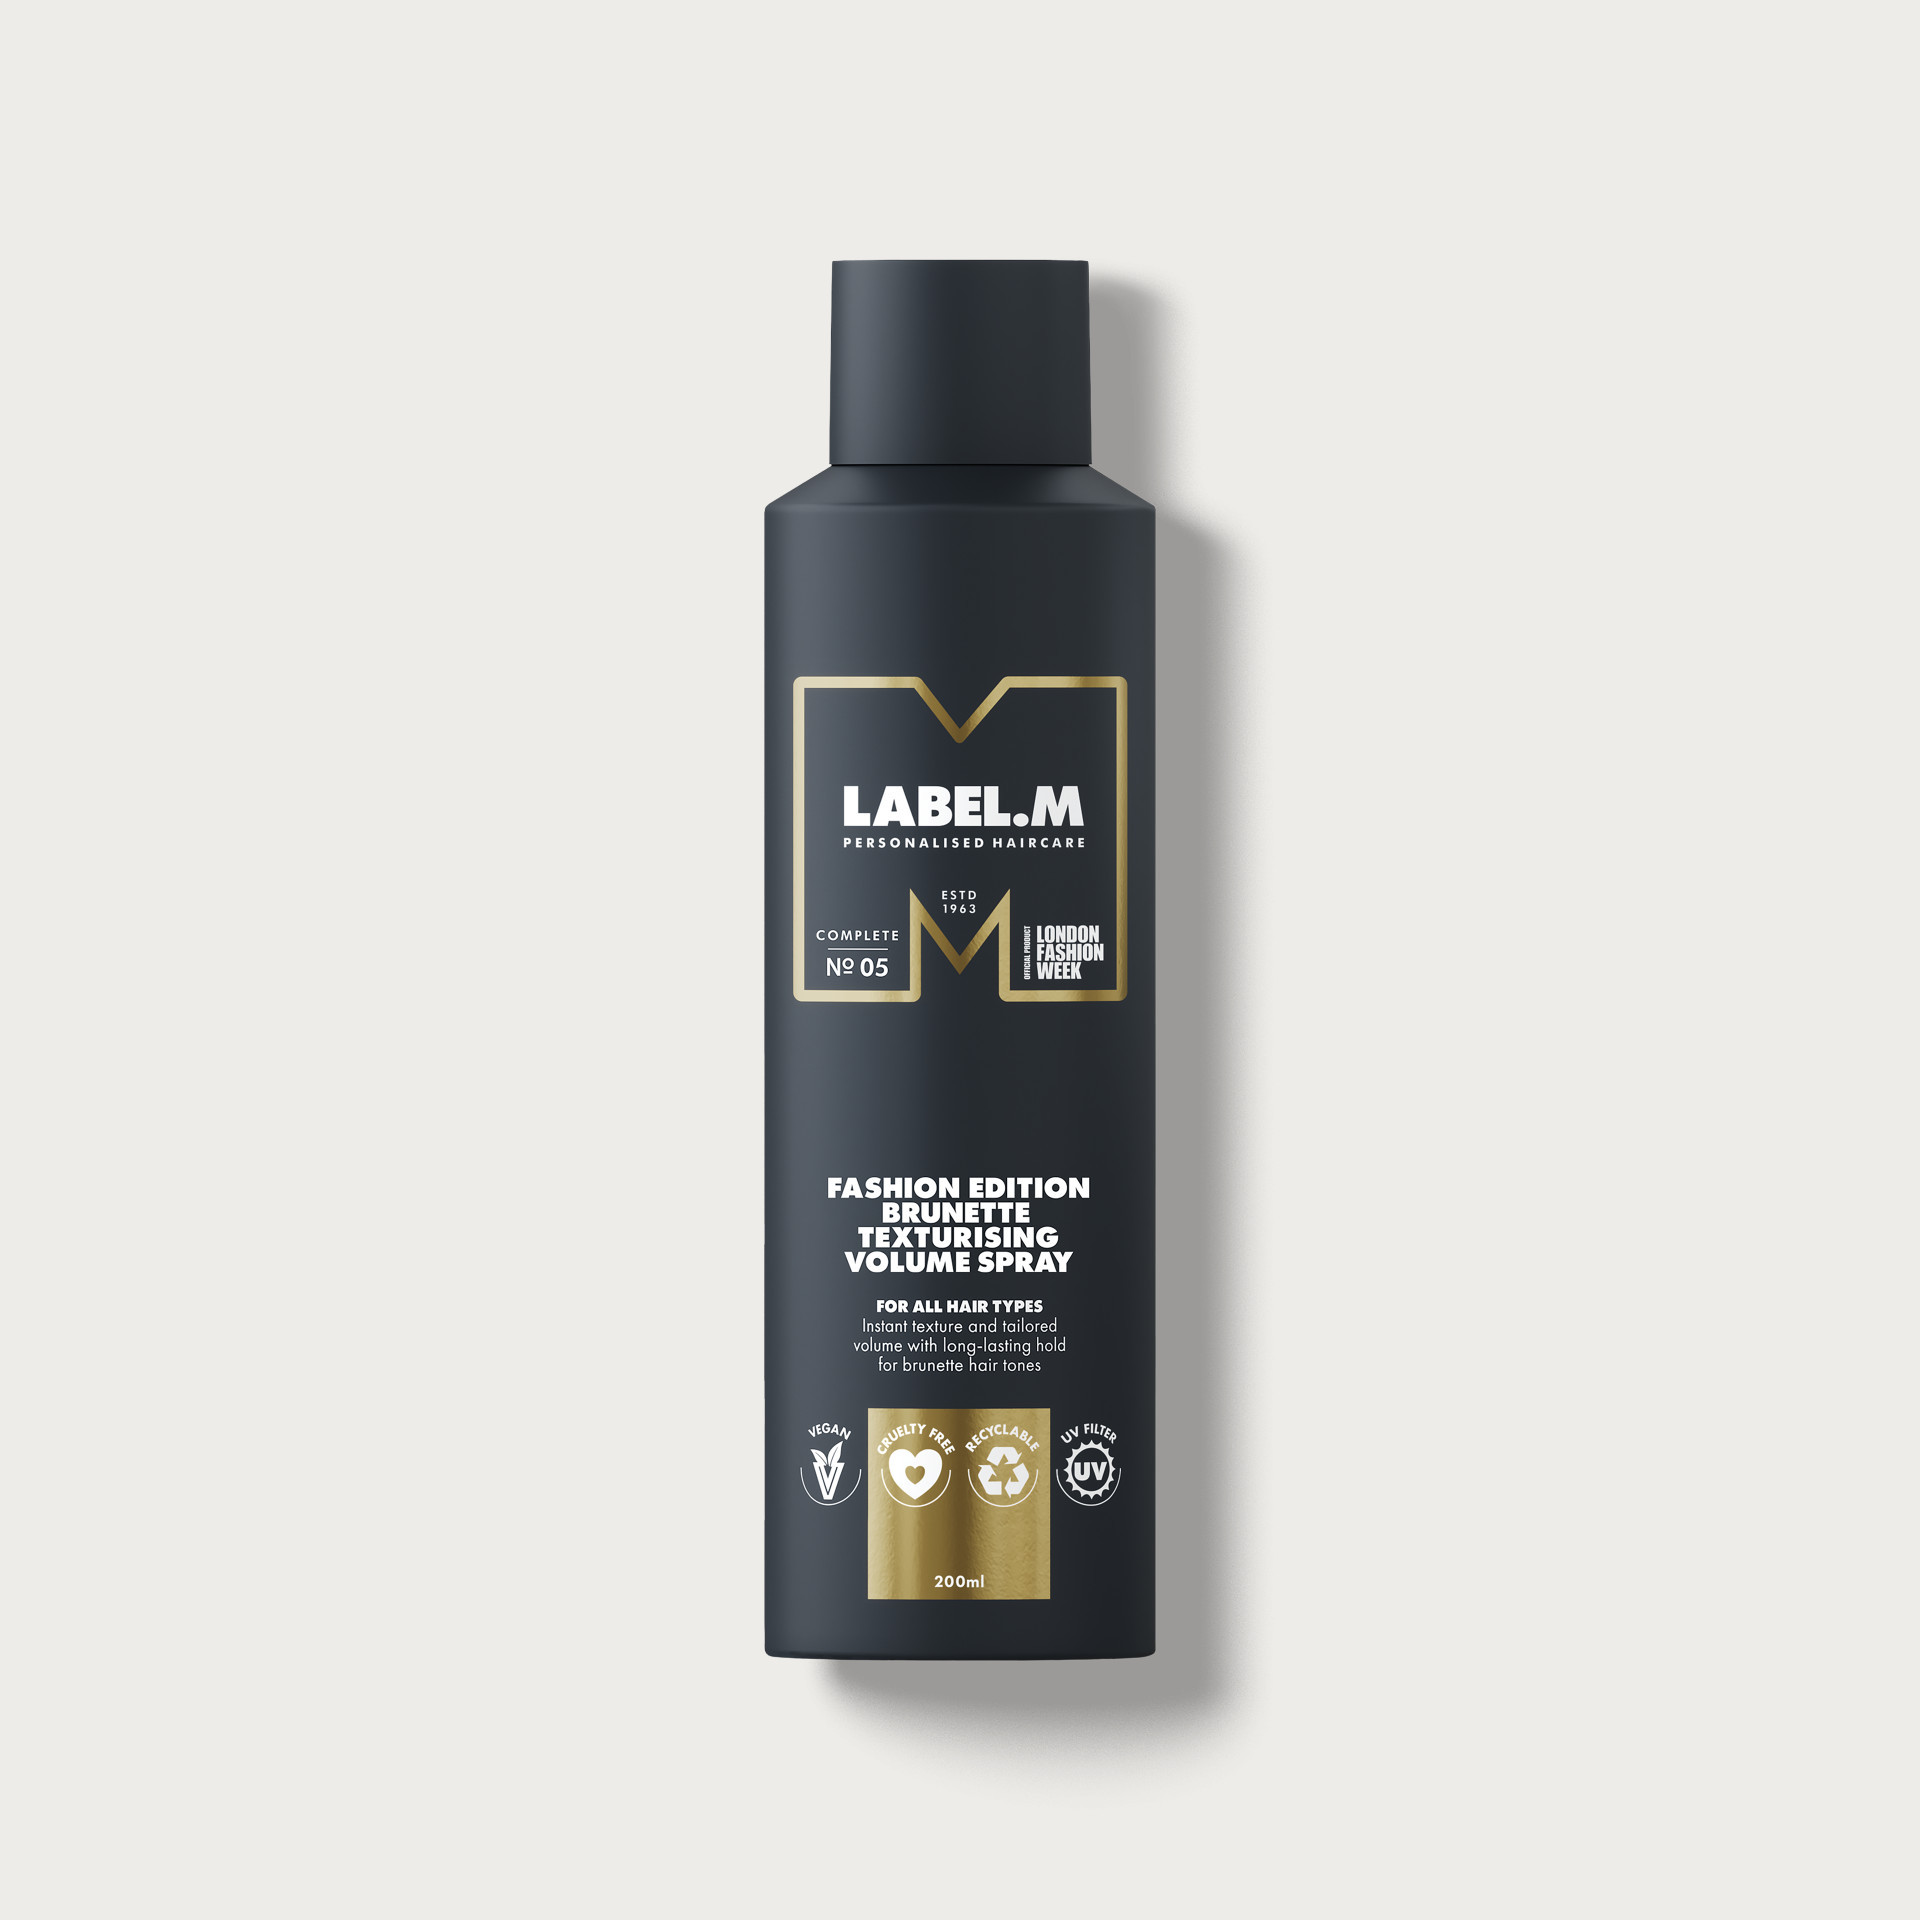 LABEL.M
PERSONALISED HAIRCARE
ESTD
1963
COMPLETE
Nº 05
OFFICIAL PRODUCT
LONDON
FASHION
WEEK
FASHION EDITION
BRUNETTE
TEXTURISING
VOLUME SPRAY
FOR ALL HAIR TYPES
Instant texture and tailored
volume with long-lasting hold
for brunette hair tones
VEGAN
CRUELTY FREE
RECYCLABLE
UV FILTER
UV
200ml